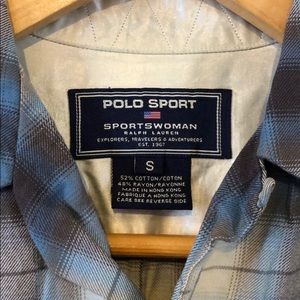 POLO SPORT
SPORTSWOMAN
RALPH LAUREN
EXPLORERS, TRAVELERS & ADVENTURERS
EST. 1967
S
52% COTTON/COTON
48% RAYON/RAYONNE
MADE IN HONG KONG
FABRIQUE A HONG KONG
CARE SEE REVERSE SIDE